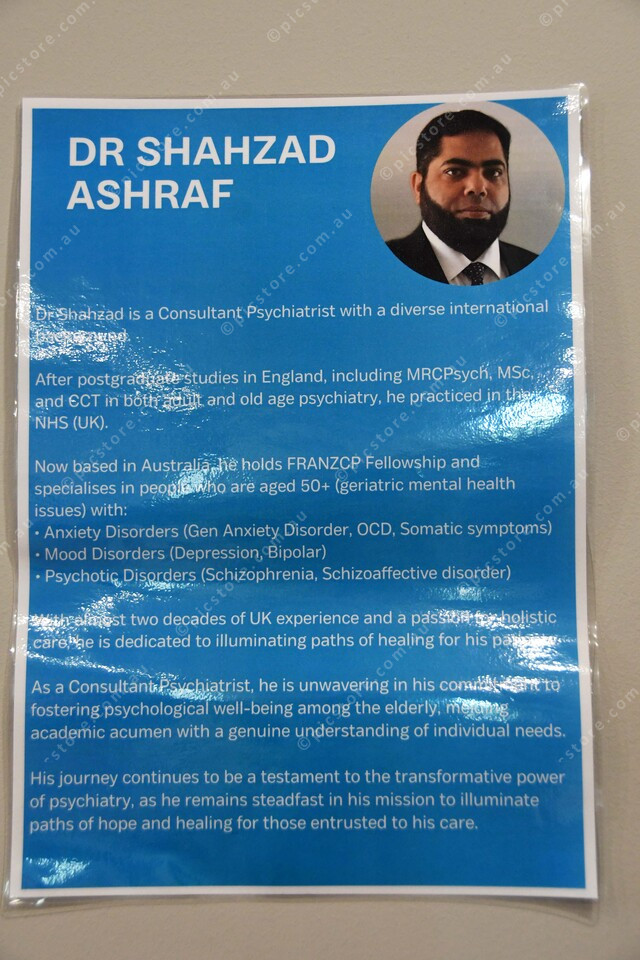 DR SHAHZAD
ASHRAF
Dr Shahzad is a Consultant Psychiatrist with a diverse international
background.
After postgraduate studies in England, including MRCPsych, MSc,
and CCT in both adult and old age psychiatry, he practiced in the
NHS (UK).
Now based in Australia, he holds FRANZCP Fellowship and
specialises in people who are aged 50+ (geriatric mental health
issues) with:
• Anxiety Disorders (Gen Anxiety Disorder, OCD, Somatic symptoms)
• Mood Disorders (Depression, Bipolar)
• Psychotic Disorders (Schizophrenia, Schizoaffective disorder)
With almost two decades of UK experience and a passion for holistic
care, he is dedicated to illuminating paths of healing for his patients.
As a Consultant Psychiatrist, he is unwavering in his commitment to
fostering psychological well-being among the elderly, melding
academic acumen with a genuine understanding of individual needs.
His journey continues to be a testament to the transformative power
of psychiatry, as he remains steadfast in his mission to illuminate
paths of hope and healing for those entrusted to his care.
©picstore.com.au